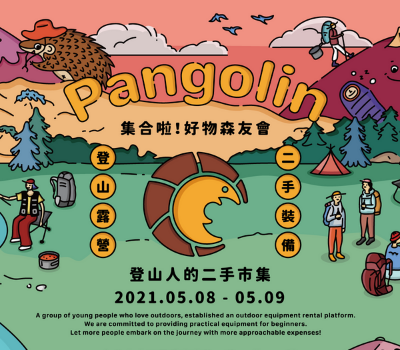 Pangolin
集合啦！好物森友會
登山露營
二手裝備
登山人的二手市集
2021.05.08 - 05.09
A group of young people who love outdoors, established an outdoor equipment rental platform.
We are committed to providing practical equipment for beginners.
Let more people embark on the journey with more approachable expenses!